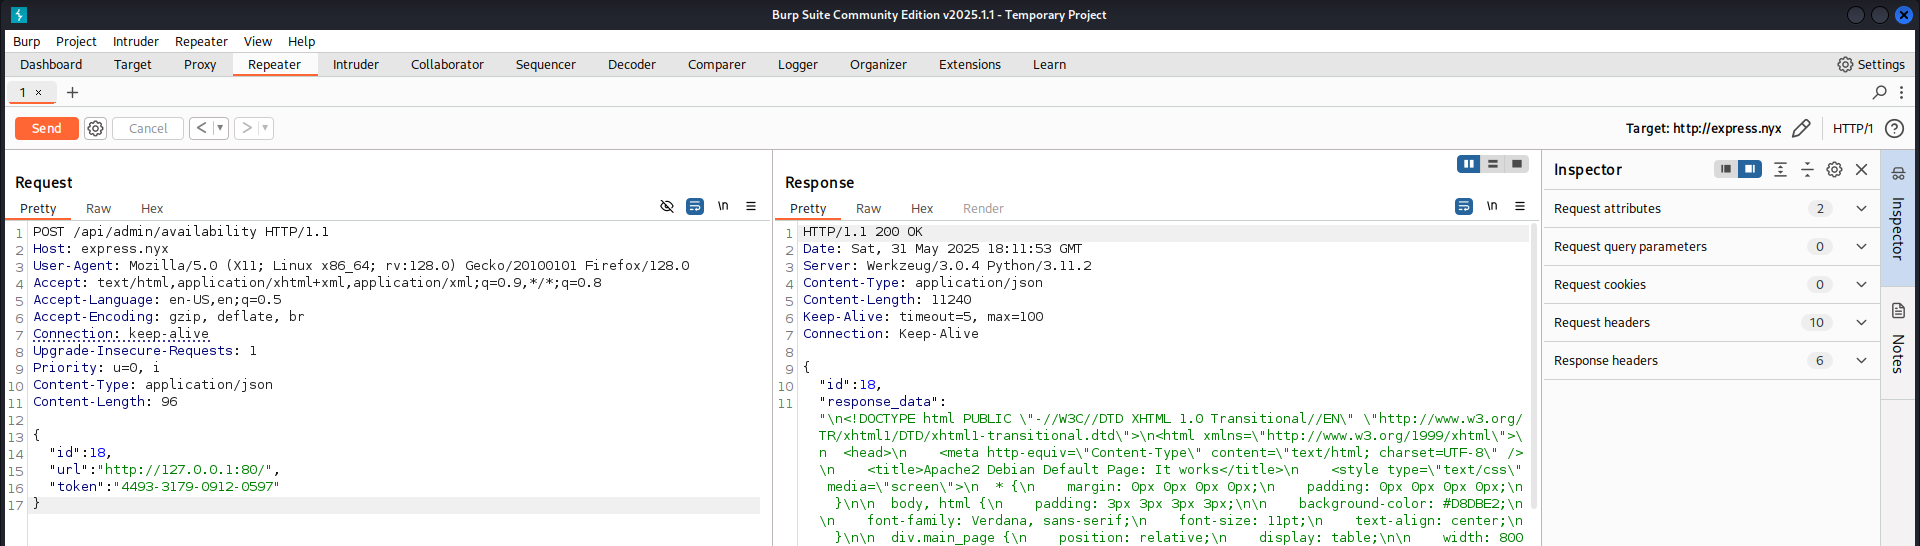 Burp Suite Community Edition v2025.1.1 - Temporary Project
Burp Project Intruder Repeater View Help
Dashboard Target Proxy Repeater Intruder Collaborator Sequencer Decoder Comparer Logger Organizer Extensions Learn Settings
1 × +
Send Cancel < > Target: http://express.nyx HTTP/1 ?
Request
Pretty Raw Hex \n
1 POST /api/admin/availability HTTP/1.1
2 Host: express.nyx
3 User-Agent: Mozilla/5.0 (X11; Linux x86_64; rv:128.0) Gecko/20100101 Firefox/128.0
4 Accept: text/html,application/xhtml+xml,application/xml;q=0.9,*/*;q=0.8
5 Accept-Language: en-US,en;q=0.5
6 Accept-Encoding: gzip, deflate, br
7 Connection: keep-alive
8 Upgrade-Insecure-Requests: 1
9 Priority: u=0, i
10 Content-Type: application/json
11 Content-Length: 96
12
13 {
14 "id":18,
15 "url":"http://127.0.0.1:80/",
16 "token":"4493-3179-0912-0597"
17 }
Response
Pretty Raw Hex Render \n
1 HTTP/1.1 200 OK
2 Date: Sat, 31 May 2025 18:11:53 GMT
3 Server: Werkzeug/3.0.4 Python/3.11.2
4 Content-Type: application/json
5 Content-Length: 11240
6 Keep-Alive: timeout=5, max=100
7 Connection: Keep-Alive
8
9 {
10 "id":18,
11 "response_data":
"\n<!DOCTYPE html PUBLIC \"-//W3C//DTD XHTML 1.0 Transitional//EN\" \"http://www.w3.org/
TR/xhtml1/DTD/xhtml1-transitional.dtd\">\n<html xmlns=\"http://www.w3.org/1999/xhtml\">\
n  <head>\n    <meta http-equiv=\"Content-Type\" content=\"text/html; charset=UTF-8\" />
\n    <title>Apache2 Debian Default Page: It works</title>\n    <style type=\"text/css\"
media=\"screen\">\n  * {\n    margin: 0px 0px 0px 0px;\n    padding: 0px 0px 0px 0px;\n
}\n\n  body, html {\n    padding: 3px 3px 3px 3px;\n\n    background-color: #D8DBE2;\n
\n    font-family: Verdana, sans-serif;\n    font-size: 11pt;\n    text-align: center;\n
}\n\n  div.main_page {\n    position: relative;\n    display: table;\n\n    width: 800
Inspector
Request attributes 2
Request query parameters 0
Request cookies 0
Request headers 10
Response headers 6
Inspector
Notes